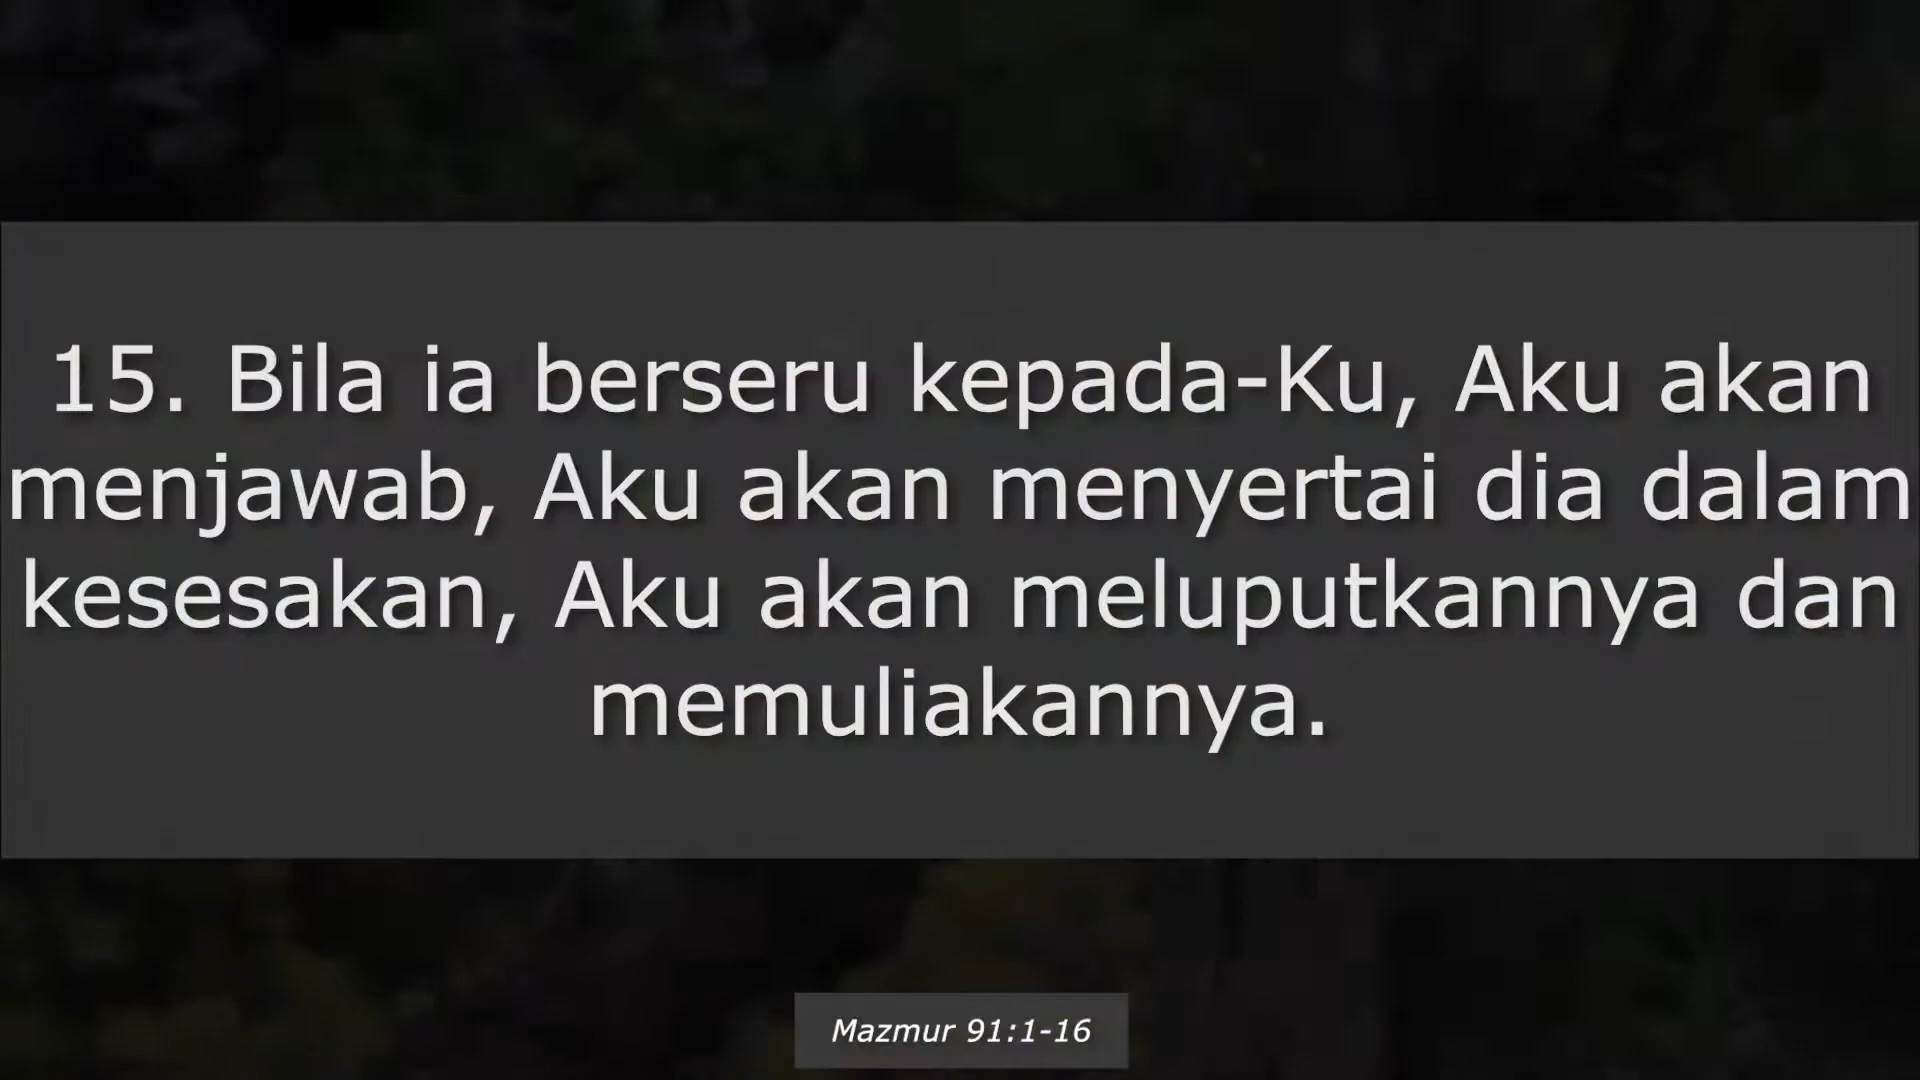 15. Bila ia berseru kepada-Ku, Aku akan
menjawab, Aku akan menyertai dia dalam
kesesakan, Aku akan meluputkannya dan
memuliakannya.
Mazmur 91:1-16